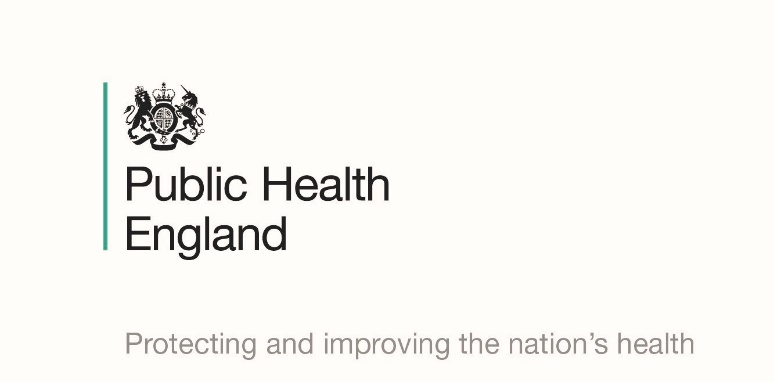 Public Health
England
Protecting and improving the nation’s health